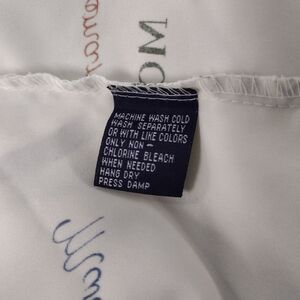 MOM
MACHINE WASH COLD
WASH SEPARATELY
OR WITH LIKE COLORS
ONLY NON -
CHLORINE BLEACH
WHEN NEEDED
HANG DRY
PRESS DAMP